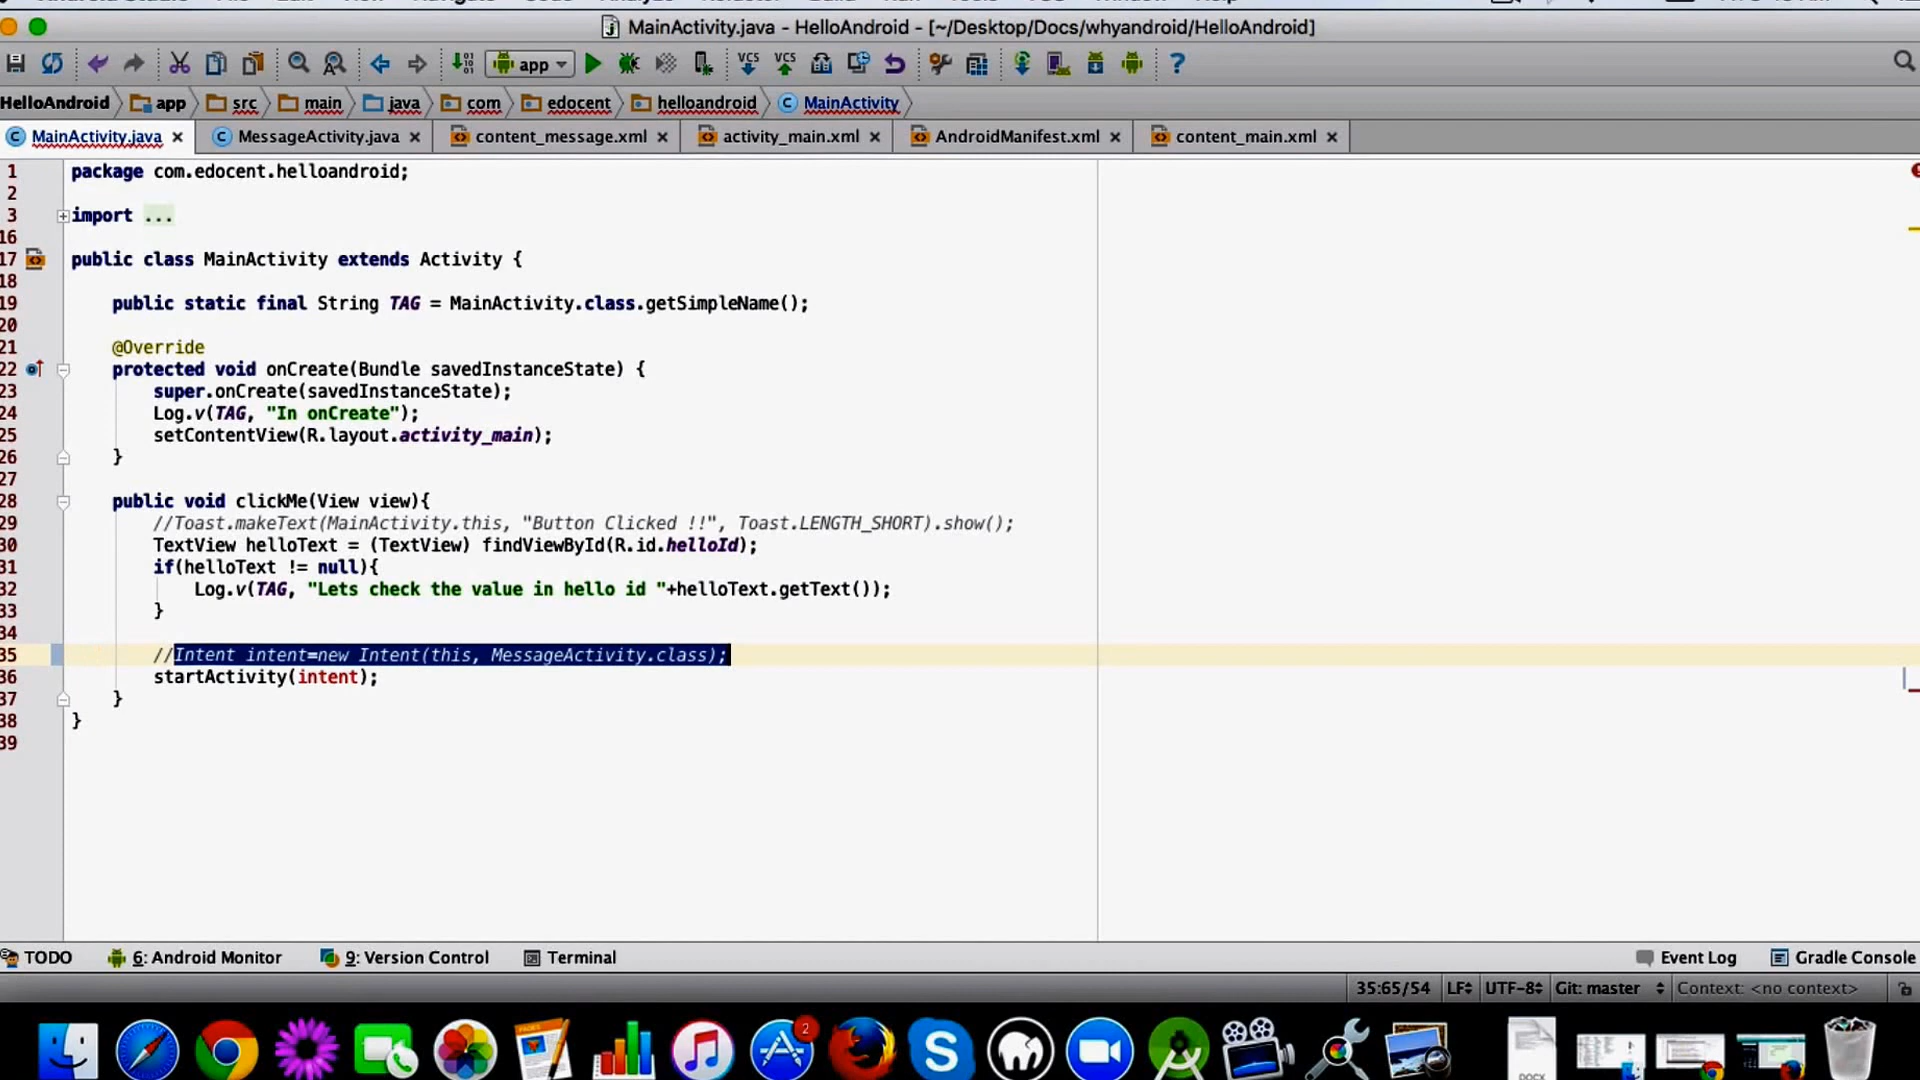 MainActivity.java - HelloAndroid - [~/Desktop/Docs/whyandroid/HelloAndroid]
app
HelloAndroid app src main java com edocent helloandroid MainActivity
MainActivity.java MessageActivity.java content_message.xml activity_main.xml AndroidManifest.xml content_main.xml
1 package com.edocent.helloandroid;
2
3 import ...
16
17 public class MainActivity extends Activity {
18
19 public static final String TAG = MainActivity.class.getSimpleName();
20
21 @Override
22 protected void onCreate(Bundle savedInstanceState) {
23 super.onCreate(savedInstanceState);
24 Log.v(TAG, "In onCreate");
25 setContentView(R.layout.activity_main);
26 }
27
28 public void clickMe(View view){
29 //Toast.makeText(MainActivity.this, "Button Clicked !!", Toast.LENGTH_SHORT).show();
30 TextView helloText = (TextView) findViewById(R.id.helloId);
31 if(helloText != null){
32 Log.v(TAG, "Lets check the value in hello id "+helloText.getText());
33 }
34
35 //Intent intent=new Intent(this, MessageActivity.class);
36 startActivity(intent);
37 }
38 }
39
TODO 6: Android Monitor 9: Version Control Terminal Event Log Gradle Console
35:65/54 LF UTF-8 Git: master Context: <no context>
2
DOCX